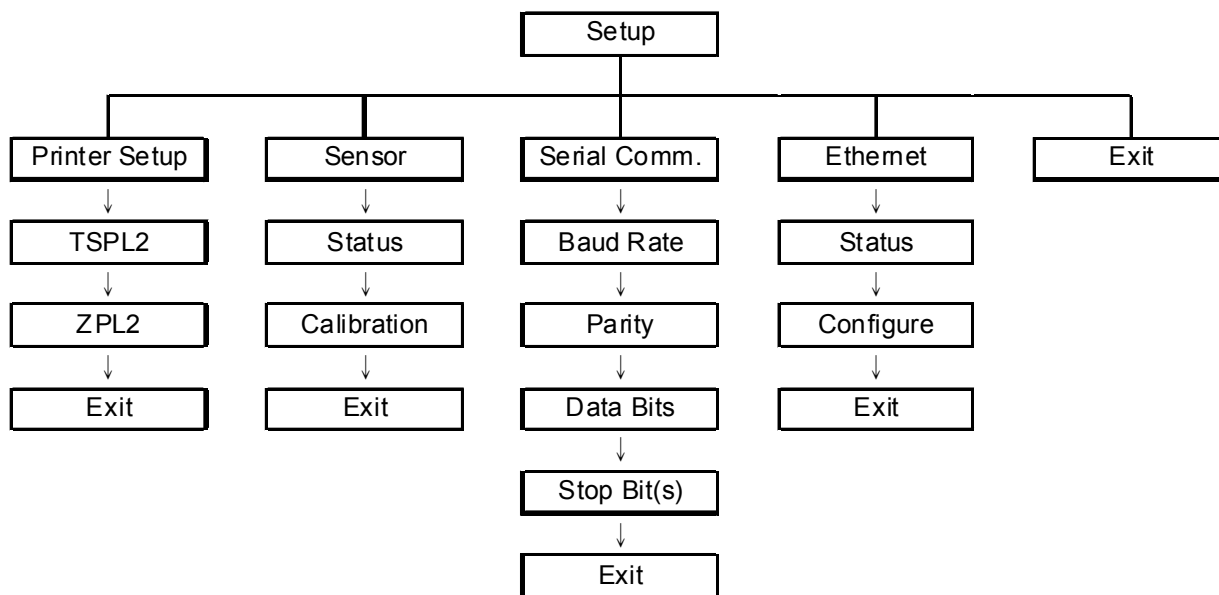 Setup
Printer Setup
Sensor
Serial Comm.
Ethernet
Exit
TSPL2
Status
Baud Rate
Status
ZPL2
Calibration
Parity
Configure
Exit
Exit
Data Bits
Exit
Stop Bit(s)
Exit